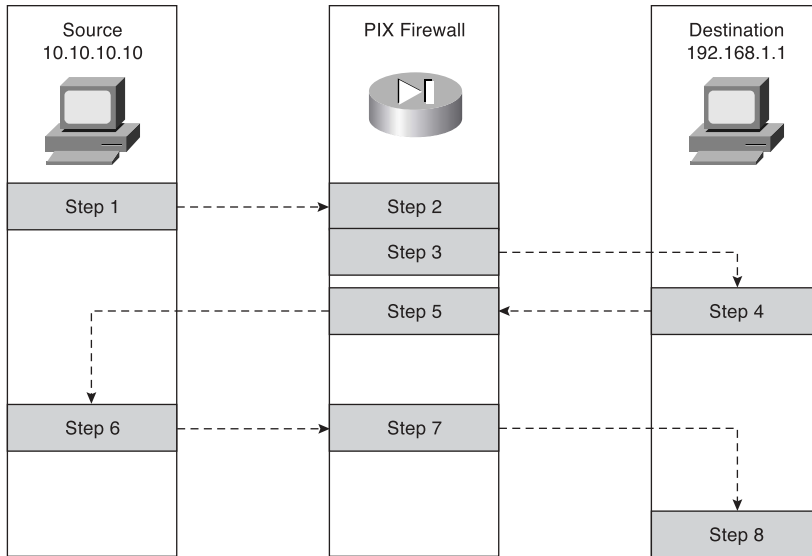 Source
10.10.10.10
PIX Firewall
Destination
192.168.1.1
Step 1
Step 2
Step 3
Step 5
Step 4
Step 6
Step 7
Step 8